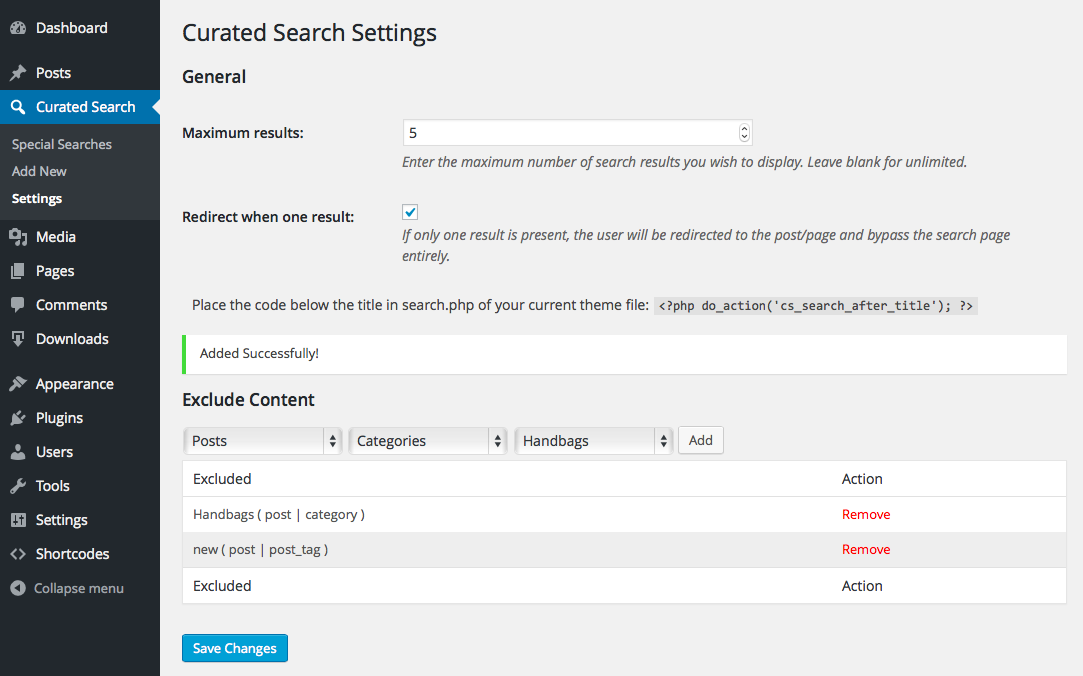 Dashboard
Posts
Curated Search
Special Searches
Add New
Settings
Media
Pages
Comments
Downloads
Appearance
Plugins
Users
Tools
Settings
Shortcodes
Collapse menu
Curated Search Settings
General
Maximum results:
5
Enter the maximum number of search results you wish to display. Leave blank for unlimited.
Redirect when one result:
If only one result is present, the user will be redirected to the post/page and bypass the search page
entirely.
Place the code below the title in search.php of your current theme file: <?php do_action('cs_search_after_title'); ?>
Added Successfully!
Exclude Content
Posts Categories Handbags Add
Excluded Action
Handbags ( post | category ) Remove
new ( post | post_tag ) Remove
Excluded Action
Save Changes